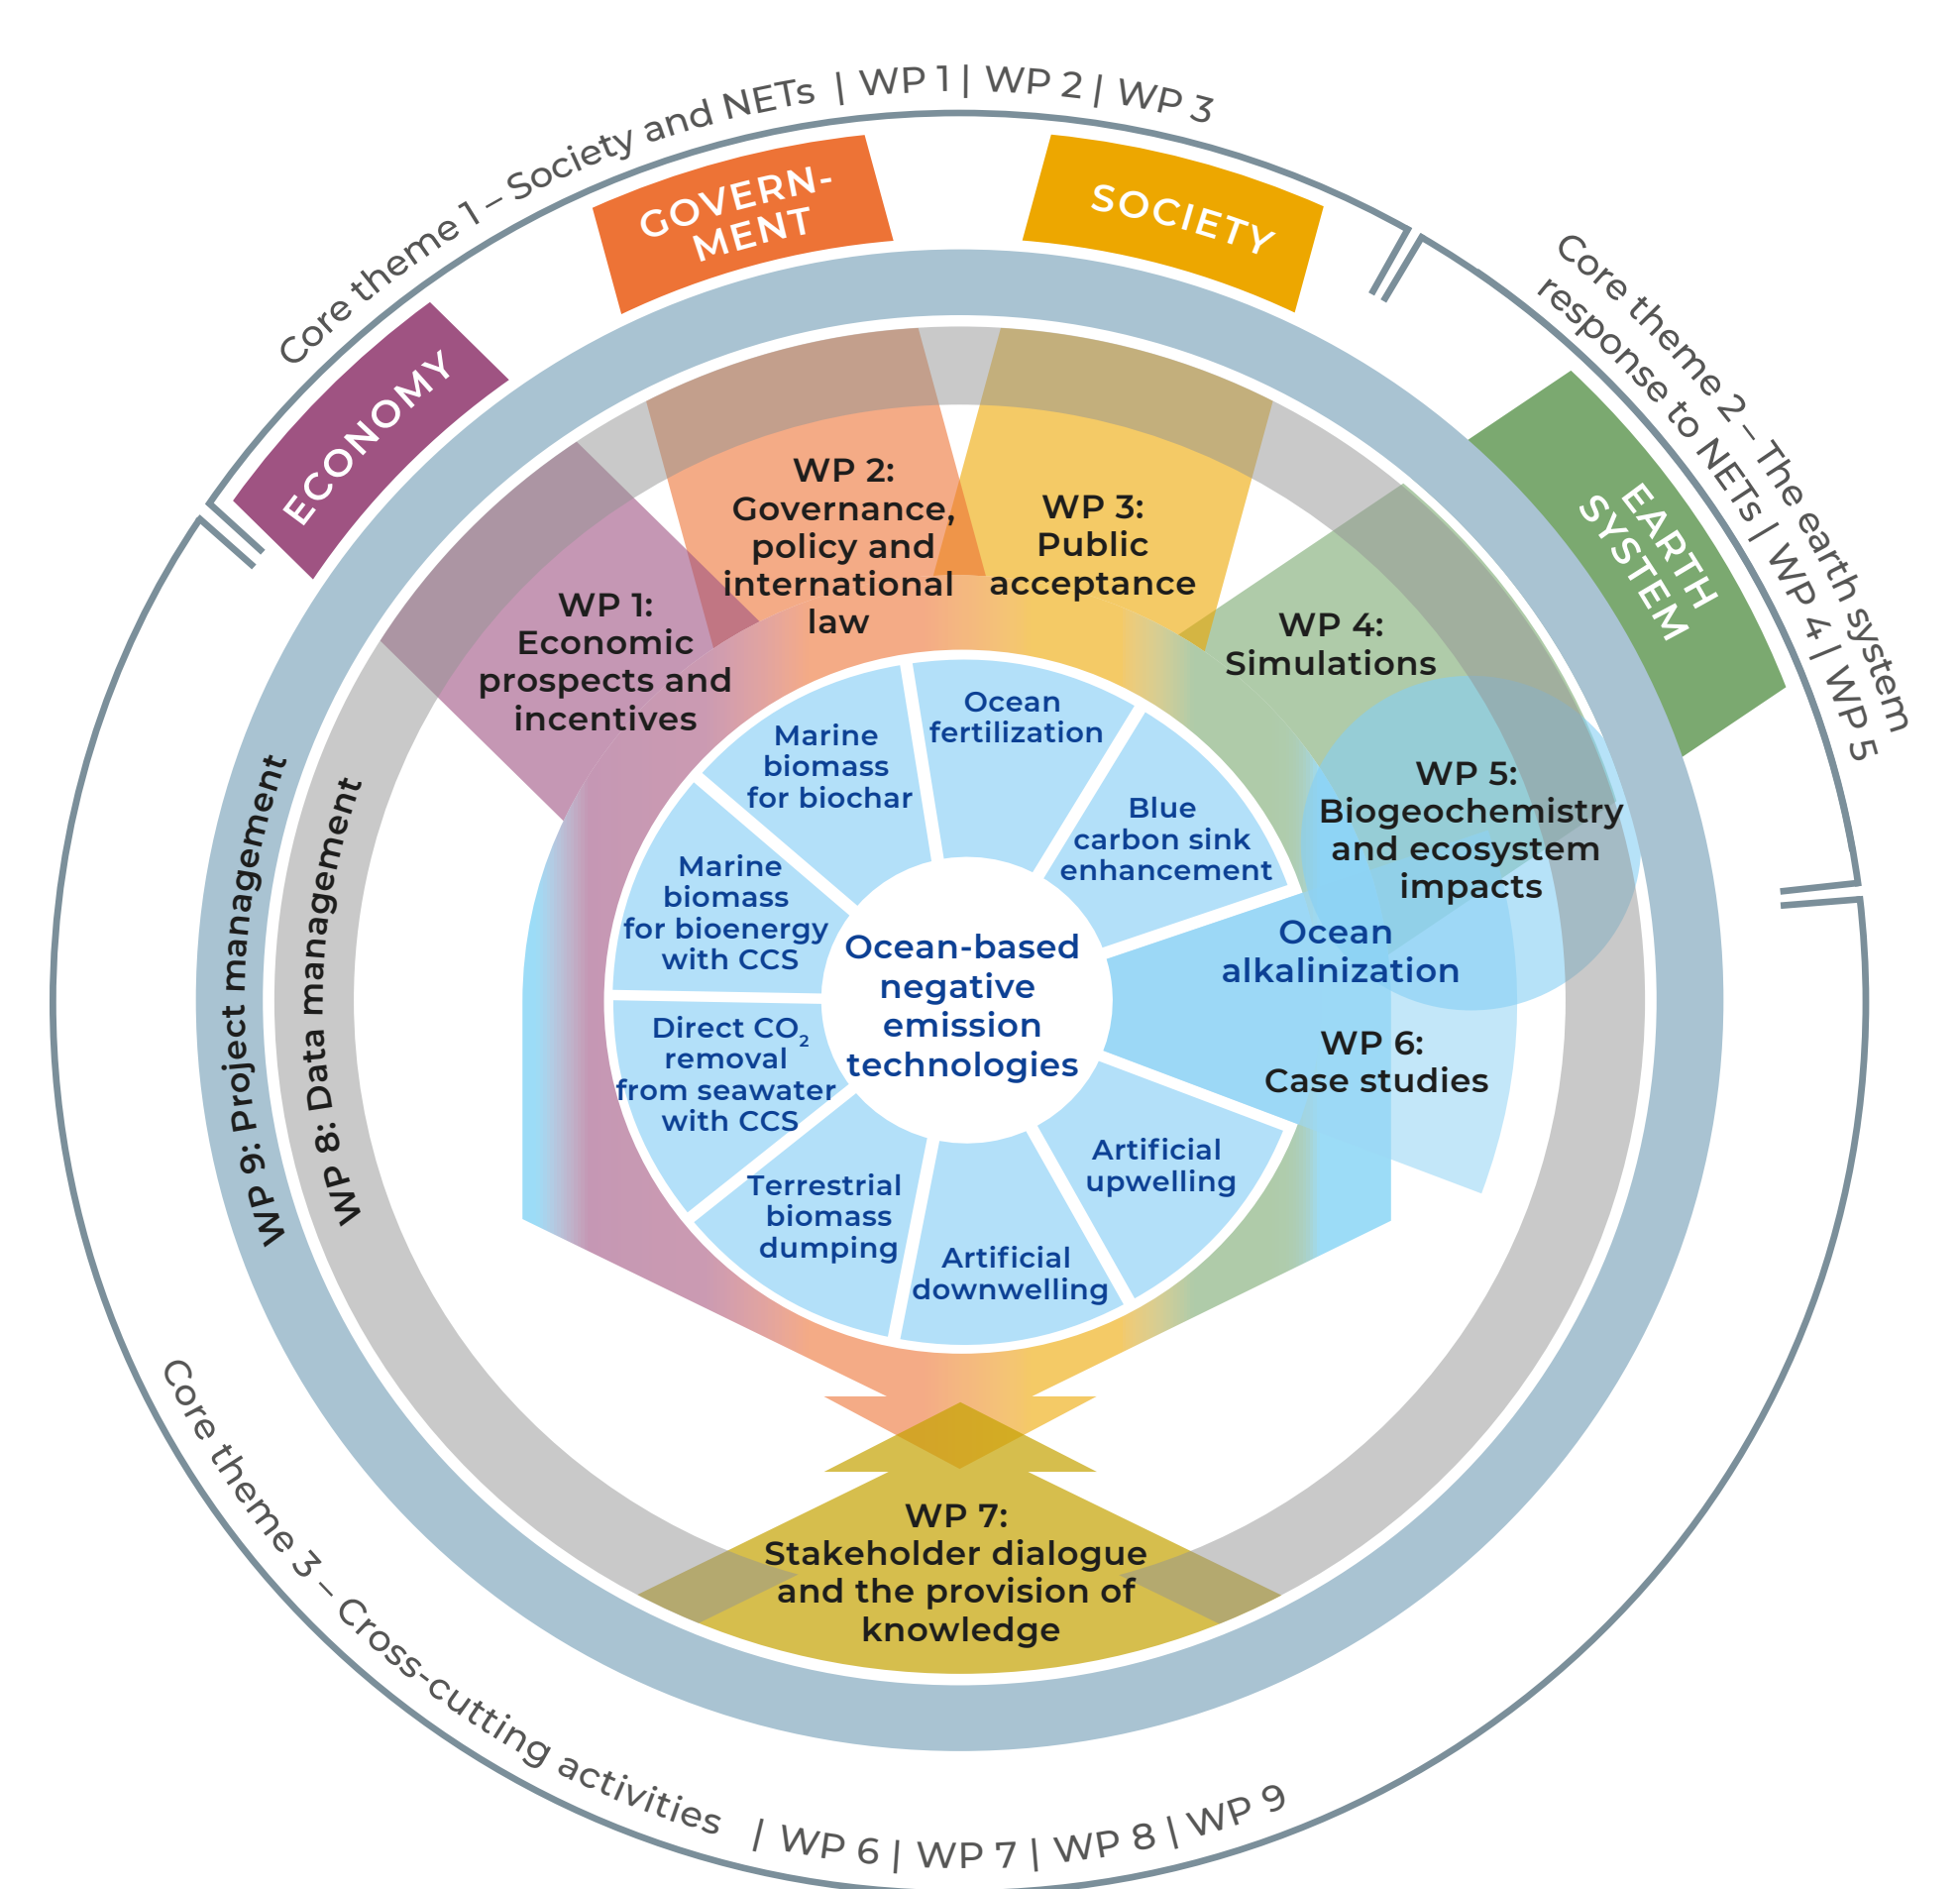 Core theme 1 – Society and NETs | WP 1 | WP 2 | WP 3
Core theme 2 – The earth system
response to NETs | WP 4 | WP 5
ECONOMY
GOVERN-
MENT
SOCIETY
EARTH
SYSTEM
WP 1:
Economic
prospects and
incentives
WP 2:
Governance,
policy and
international
law
WP 3:
Public
acceptance
WP 4:
Simulations
WP 5:
Biogeochemistry
and ecosystem
impacts
Ocean
alkalinization
WP 6:
Case studies
Ocean
fertilization
Blue
carbon sink
enhancement
Marine
biomass
for biochar
Marine
biomass
for bioenergy
with CCS
Direct CO₂
removal
from seawater
with CCS
Terrestrial
biomass
dumping
Artificial
downwelling
Artificial
upwelling
Ocean-based
negative
emission
technologies
WP 7:
Stakeholder dialogue
and the provision of
knowledge
WP 8: Data management
WP 9: Project management
Core theme 3 – Cross-cutting activities | WP 6 | WP 7 | WP 8 | WP 9